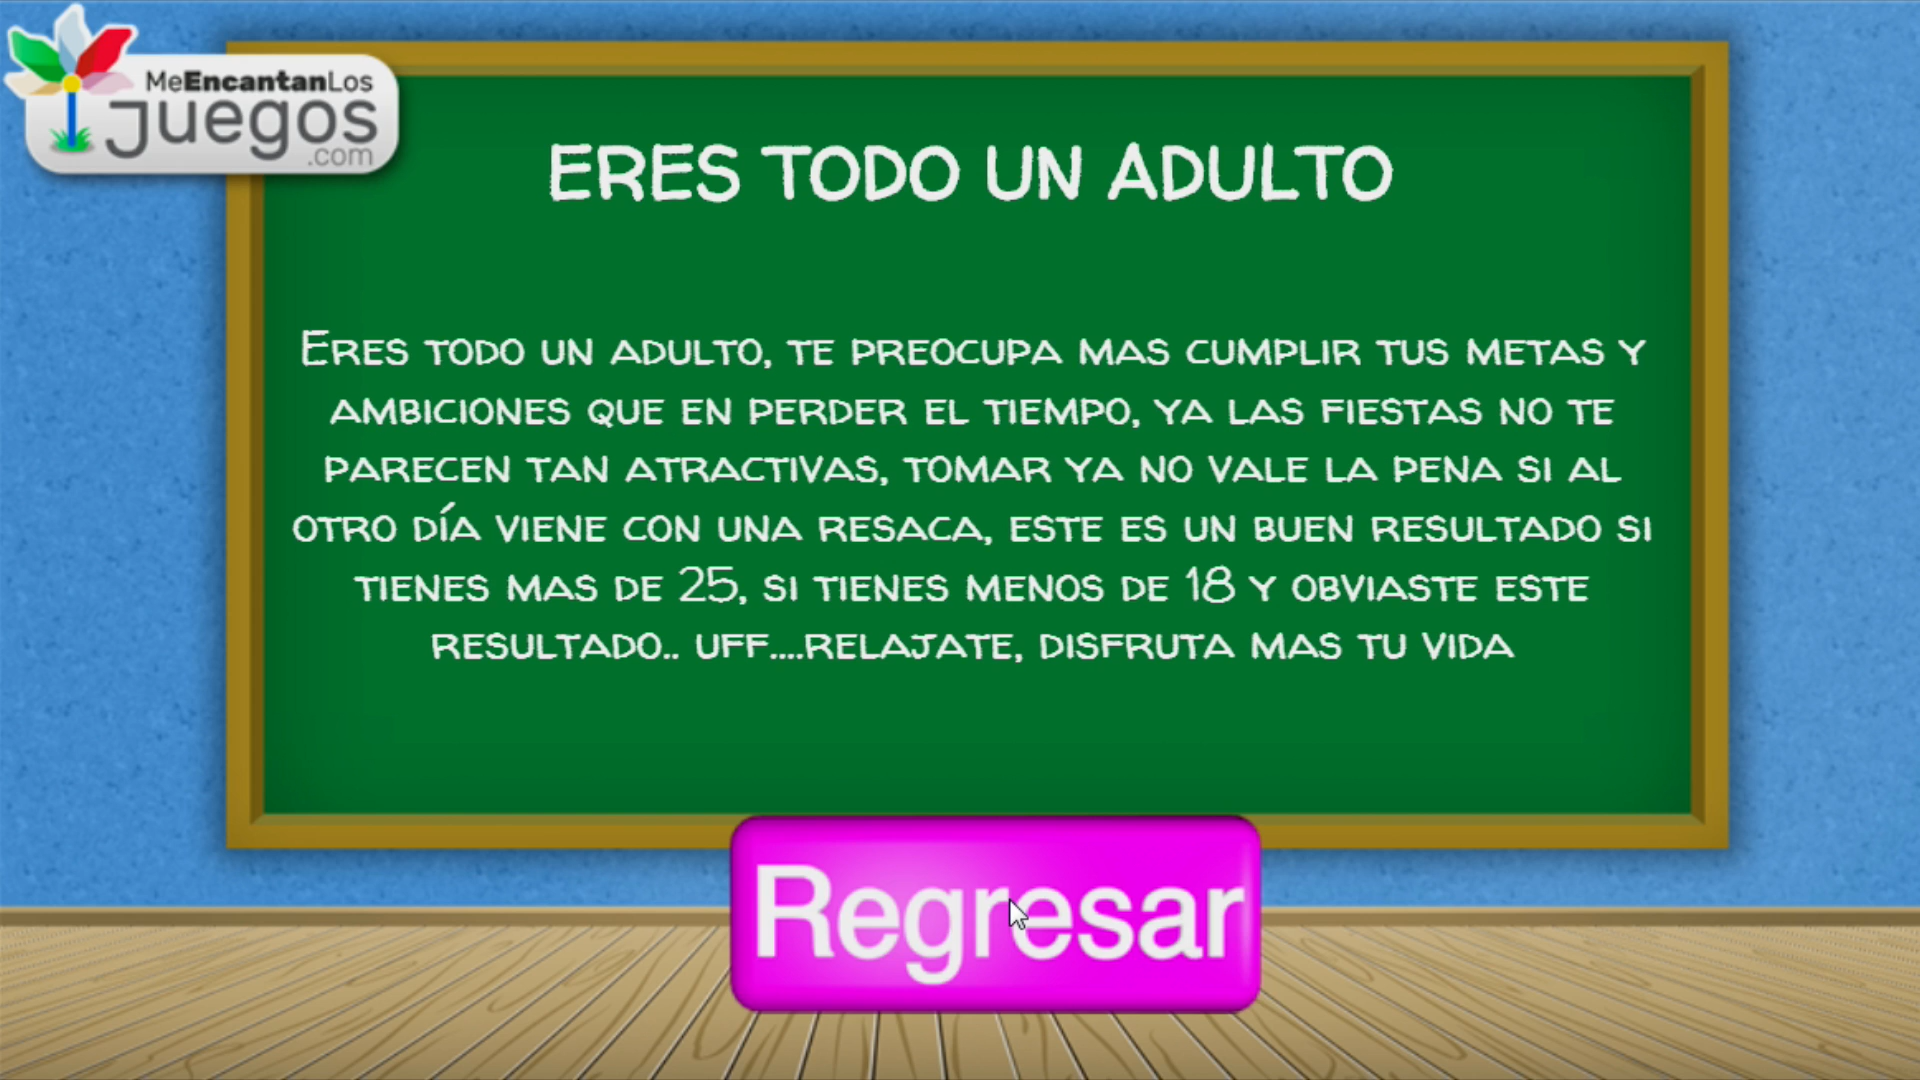 MeEncantanLos
Juegos
.com
ERES TODO UN ADULTO
Eres todo un adulto, te preocupa mas cumplir tus metas y
ambiciones que en perder el tiempo, ya las fiestas no te
parecen tan atractivas, tomar ya no vale la pena si al
otro día viene con una resaca, este es un buen resultado si
tienes mas de 25, si tienes menos de 18 y obviaste este
resultado.. uff....relajate, disfruta mas tu vida
Regresar